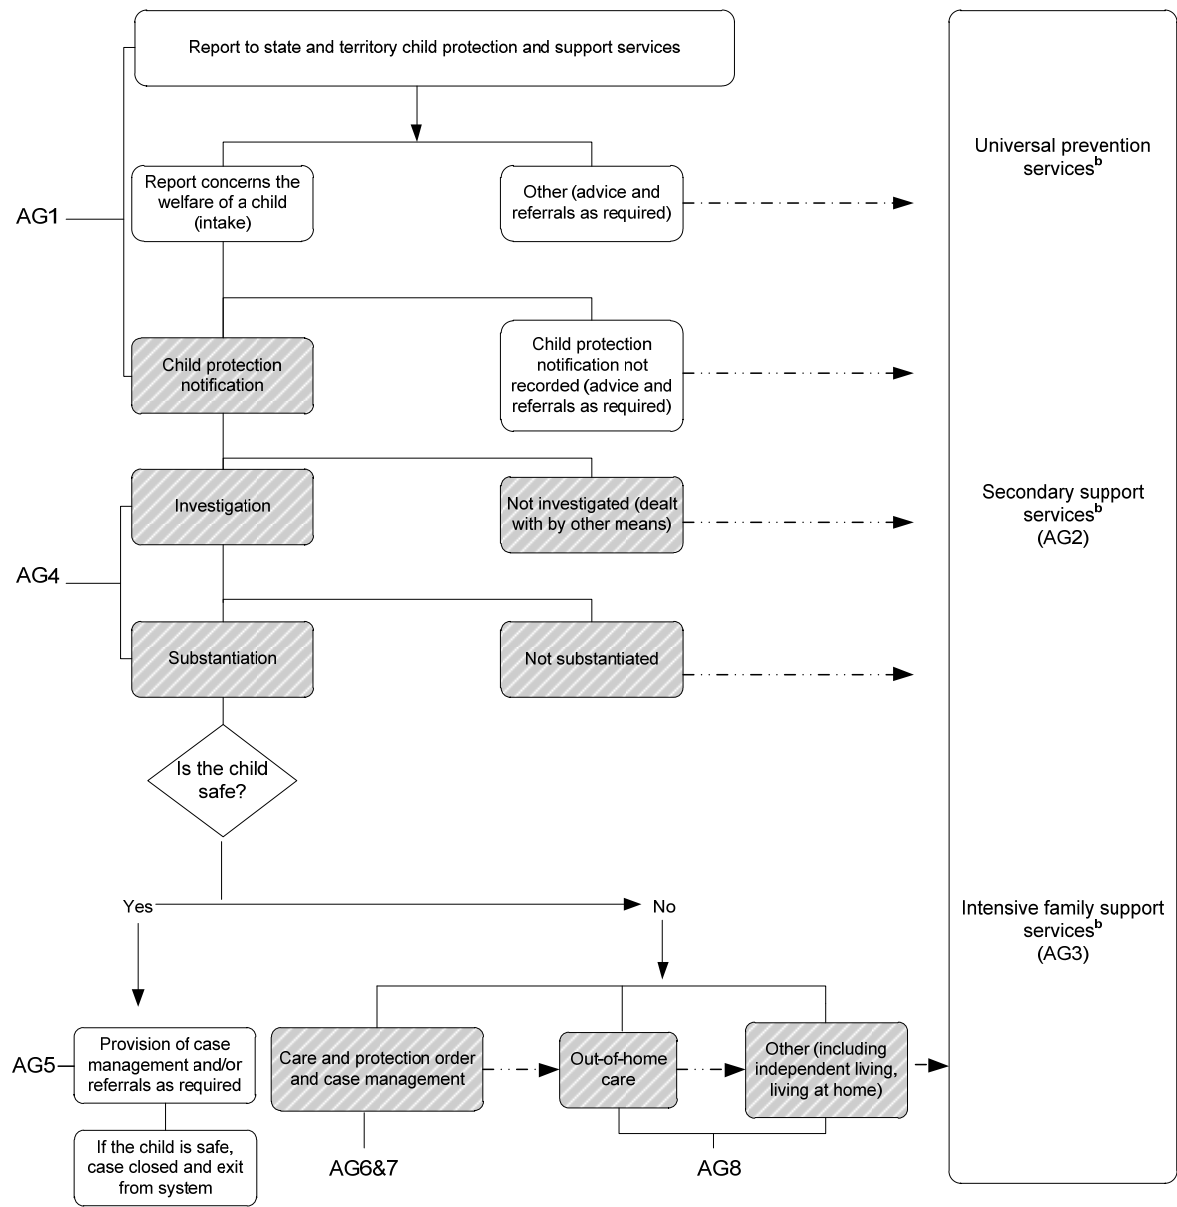 Report to state and territory child protection and support services
Universal prevention
services^b
Report concerns the
welfare of a child
(intake)
Other (advice and
referrals as required)
AG1
Child protection
notification
Child protection
notification not
recorded (advice and
referrals as required)
Investigation
Not investigated (dealt
with by other means)
Secondary support
services^b
(AG2)
AG4
Substantiation
Not substantiated
Is the child
safe?
Yes
No
Intensive family support
services^b
(AG3)
AG5
Provision of case
management and/or
referrals as required
Care and protection order
and case management
Out-of-home
care
Other (including
independent living,
living at home)
If the child is safe,
case closed and exit
from system
AG6&7
AG8